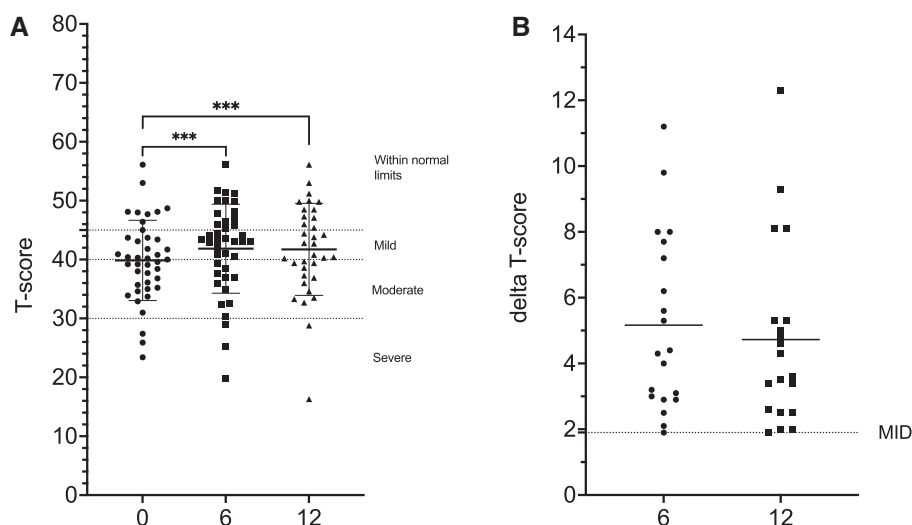 A
T-score
80
70
60
50
40
30
20
10
0
***
***
Within normal
limits
Mild
Moderate
Severe
0 6 12
B
delta T-score
14
12
10
8
6
4
2
0
MID
6 12